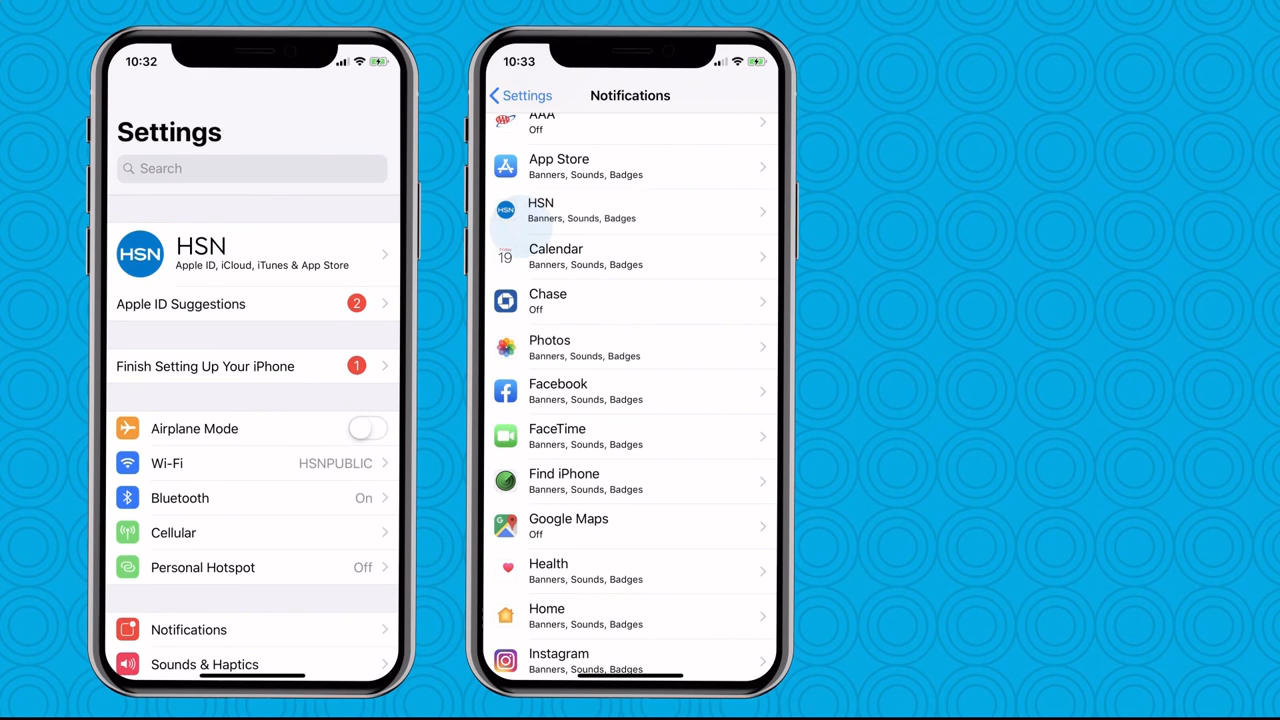 10:32
Settings
Search
HSN
HSN
Apple ID, iCloud, iTunes & App Store
Apple ID Suggestions
2
Finish Setting Up Your iPhone
1
Airplane Mode
Wi-Fi
HSNPUBLIC
Bluetooth
On
Cellular
Personal Hotspot
Off
Notifications
Sounds & Haptics
10:33
Settings
Notifications
AAA
Off
App Store
Banners, Sounds, Badges
HSN
HSN
Banners, Sounds, Badges
19
Calendar
Banners, Sounds, Badges
Chase
Off
Photos
Banners, Sounds, Badges
Facebook
Banners, Sounds, Badges
FaceTime
Banners, Sounds, Badges
Find iPhone
Banners, Sounds, Badges
Google Maps
Off
Health
Banners, Sounds, Badges
Home
Banners, Sounds, Badges
Instagram
Banners, Sounds, Badges